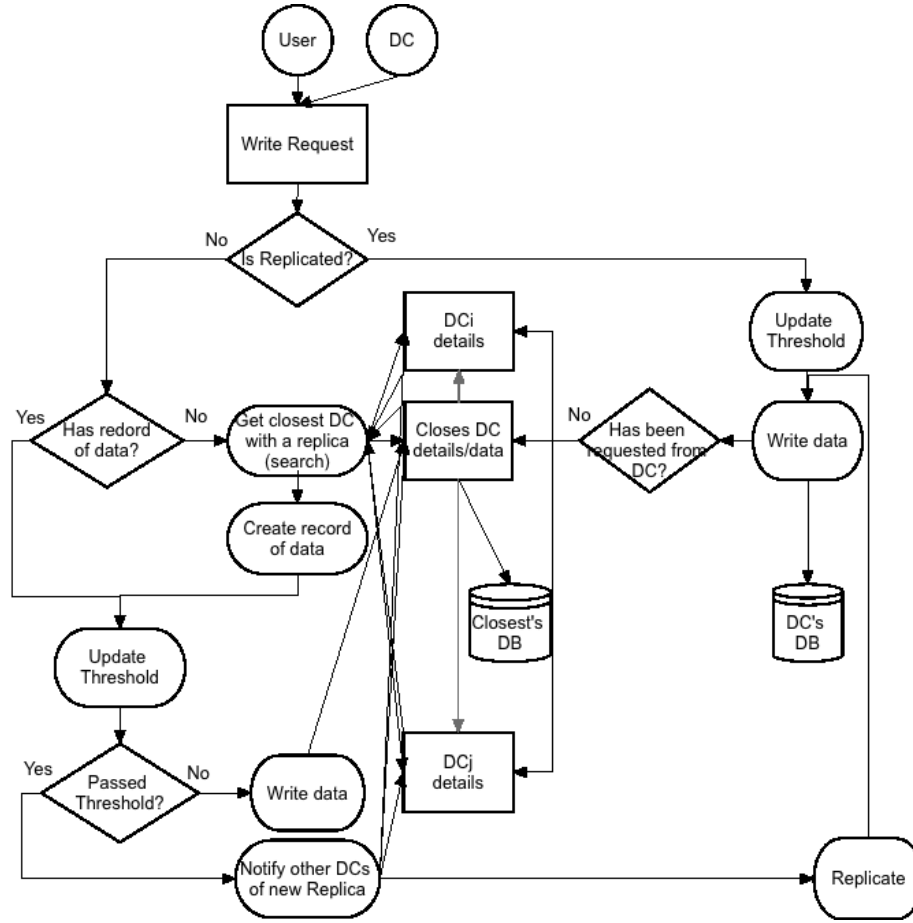 User
DC
Write Request
No
Yes
Is Replicated?
DCi
details
Update
Threshold
Yes
Has redord
of data?
No
Get closest DC
with a replica
(search)
Closes DC
details/data
No
Has been
requested from
DC?
Write data
Create record
of data
Closest's
DB
DC's
DB
Update
Threshold
Yes
Passed
Threshold?
No
Write data
DCj
details
Notify other DCs
of new Replica
Replicate